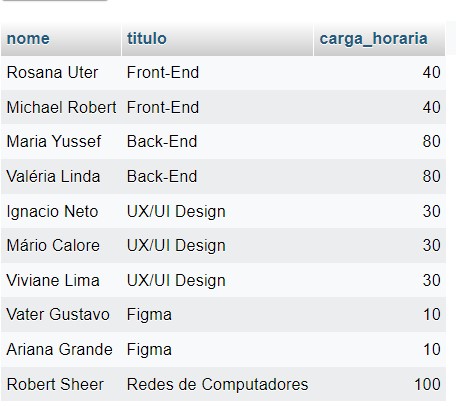 nome titulo carga_horaria
Rosana Uter Front-End 40
Michael Robert Front-End 40
Maria Yussef Back-End 80
Valéria Linda Back-End 80
Ignacio Neto UX/UI Design 30
Mário Calore UX/UI Design 30
Viviane Lima UX/UI Design 30
Vater Gustavo Figma 10
Ariana Grande Figma 10
Robert Sheer Redes de Computadores 100